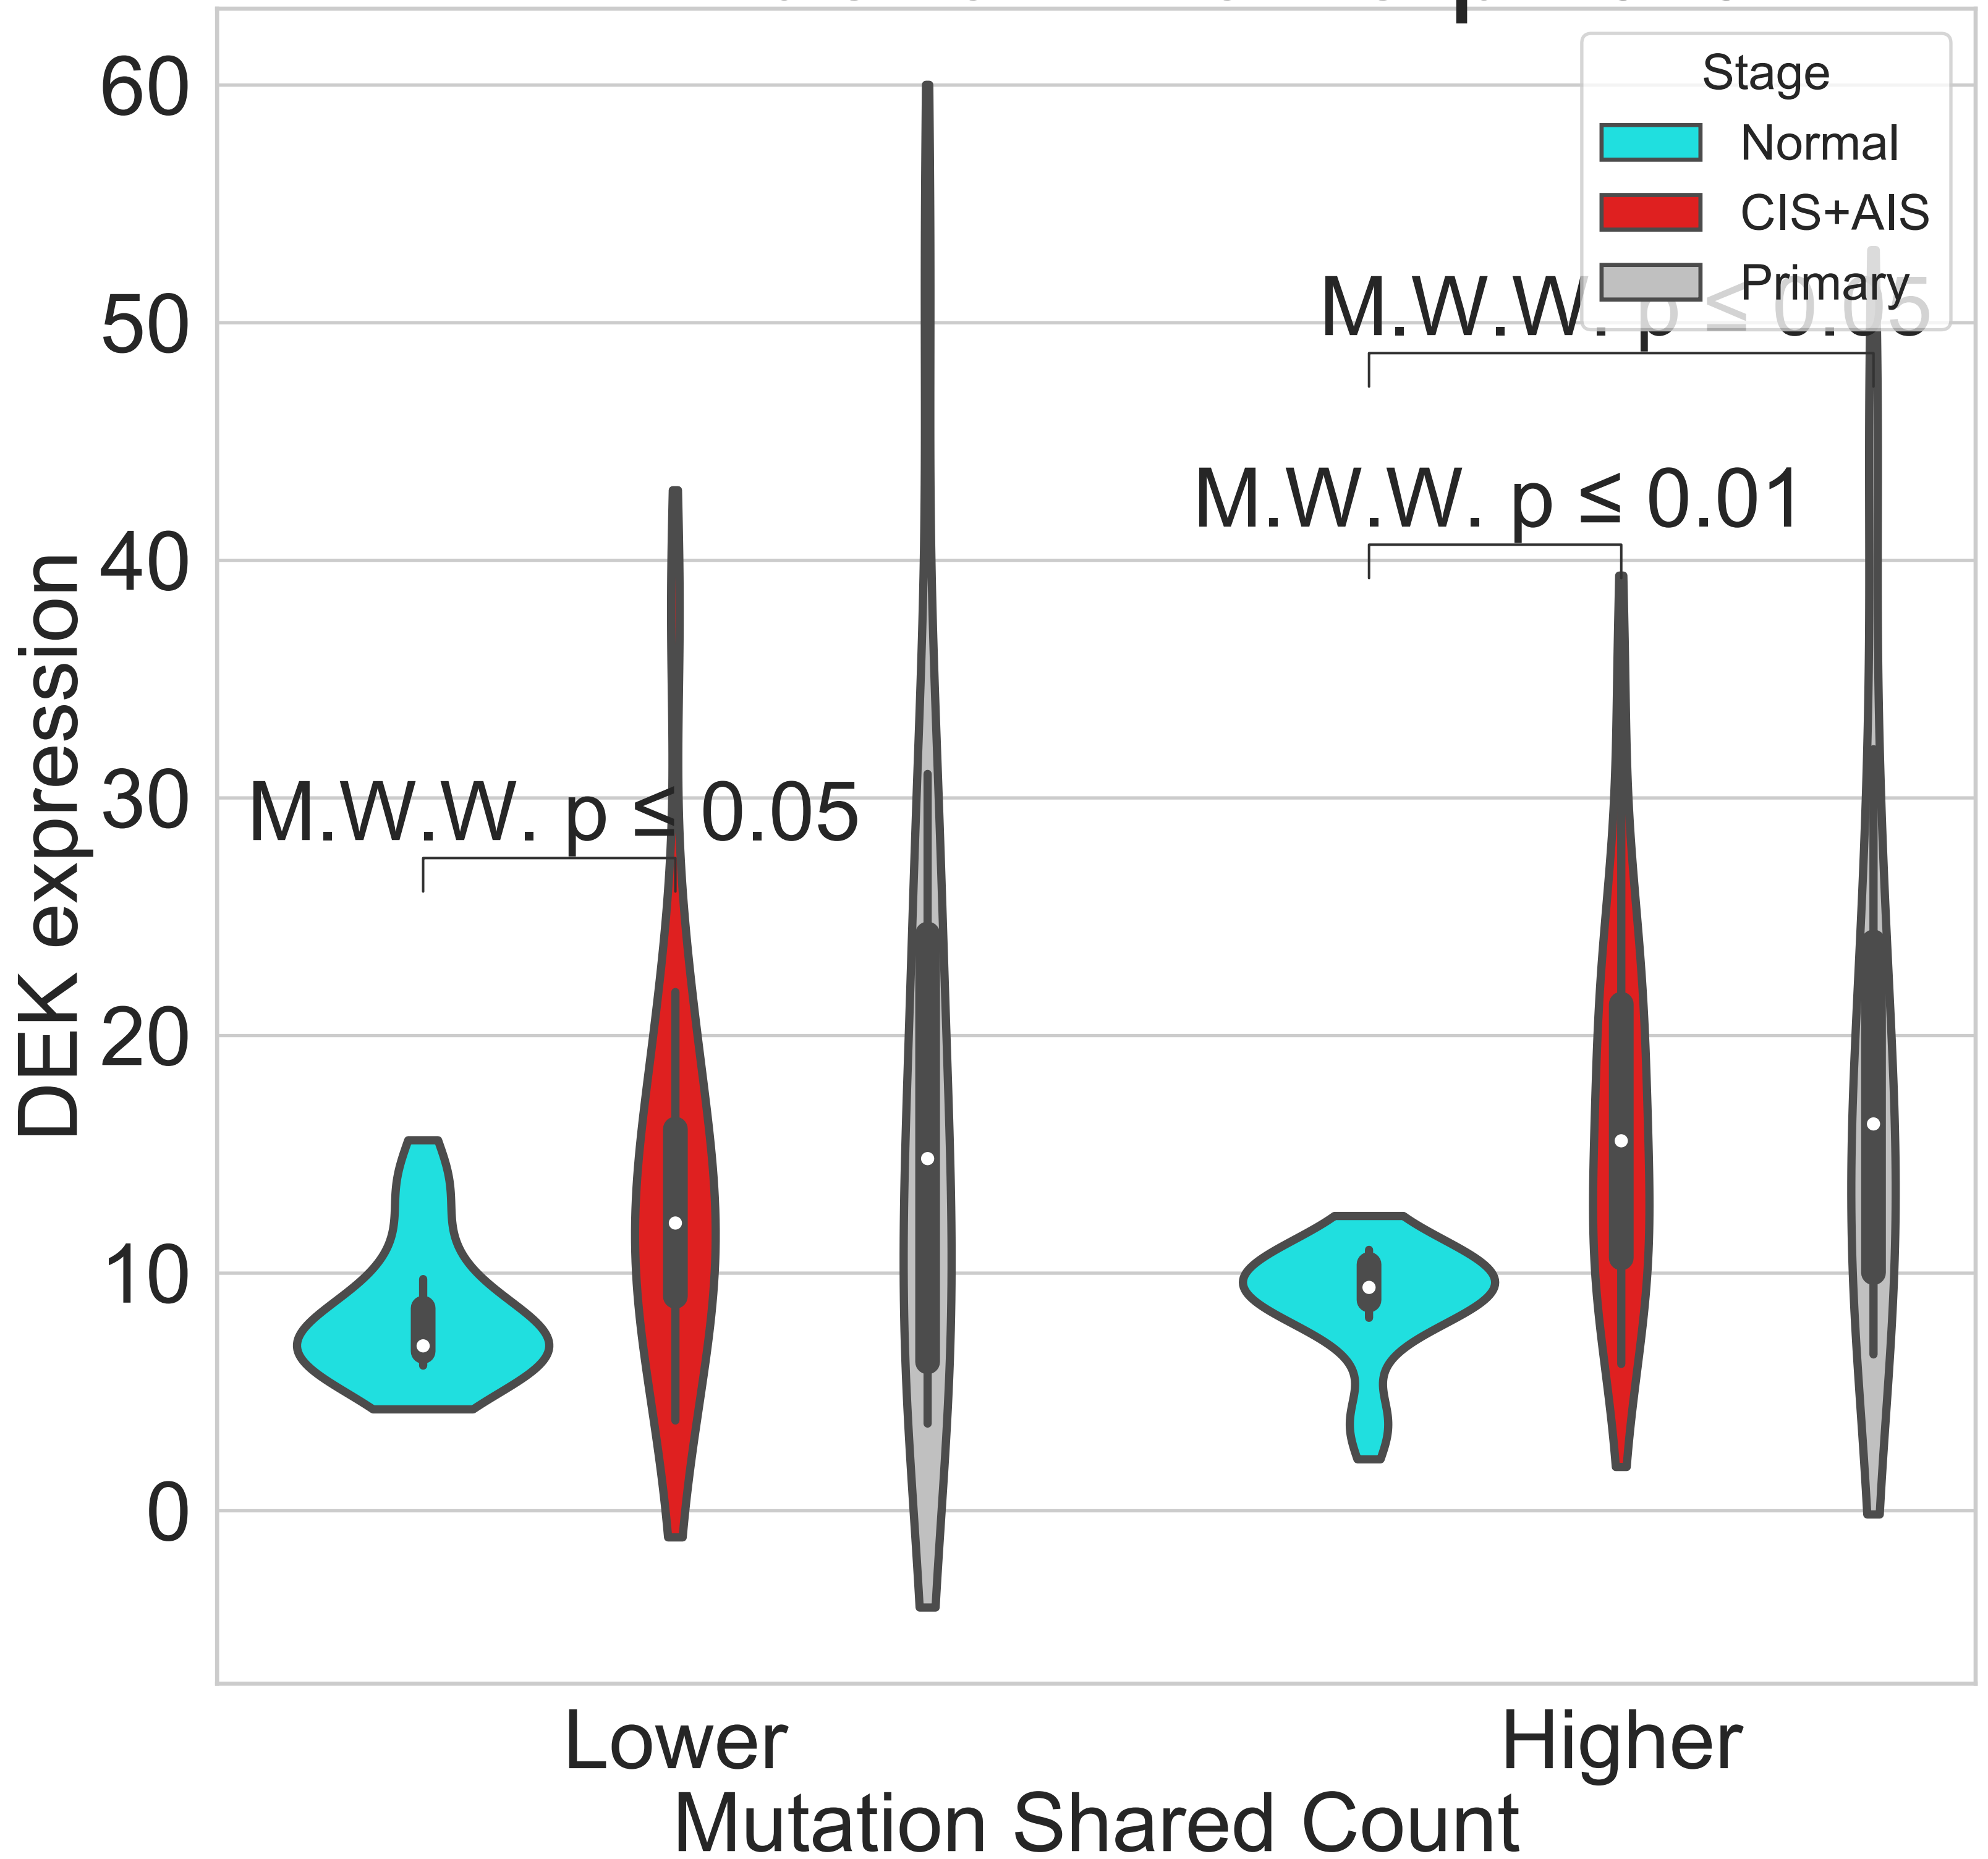 Stage
Normal
CIS+AIS
Primary
60
50
40
30
20
10
0
DEK expression
M.W.W. p ≤ 0.05
M.W.W. p ≤ 0.01
M.W.W. p ≤ 0.05
Lower
Higher
Mutation Shared Count